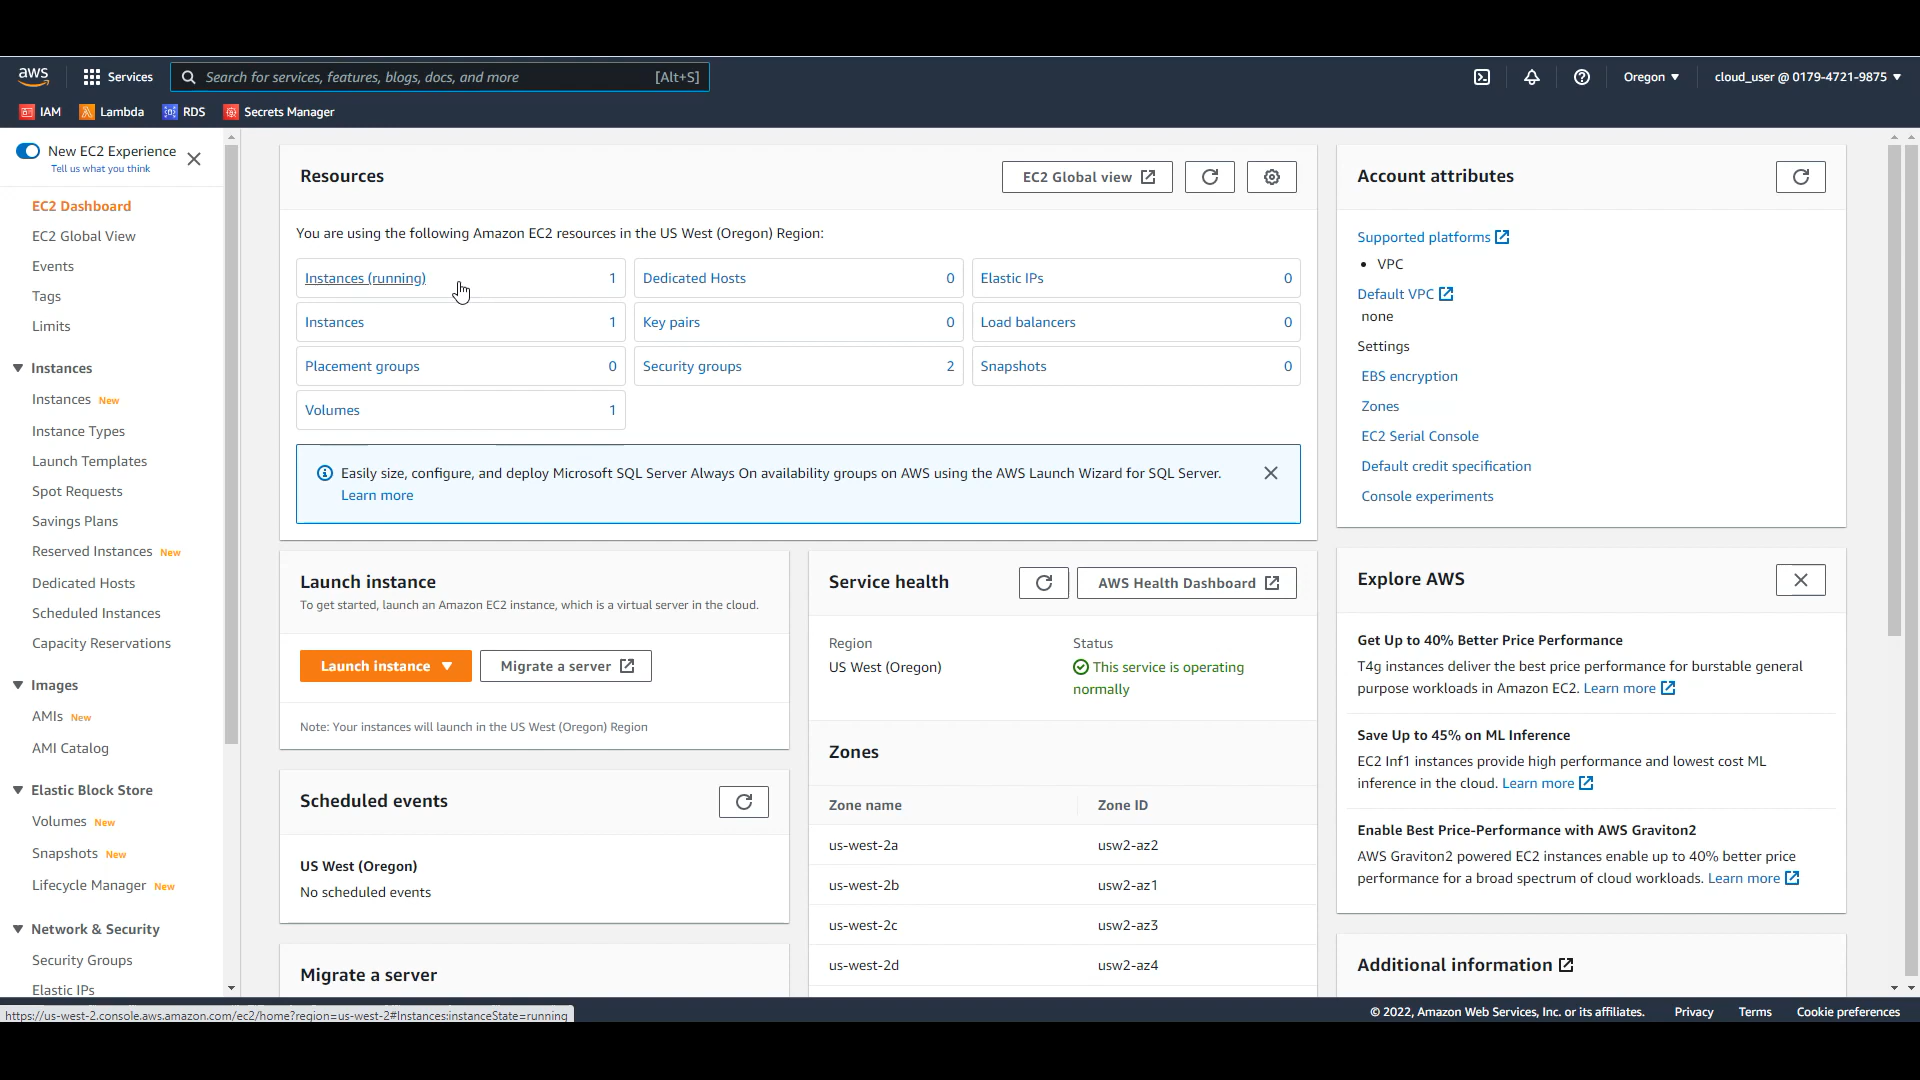 aws
Services
Search for services, features, blogs, docs, and more
[Alt+S]
Oregon
cloud_user @ 0179-4721-9875
IAM
Lambda
RDS
Secrets Manager
New EC2 Experience
Tell us what you think
EC2 Dashboard
EC2 Global View
Events
Tags
Limits
Instances
Instances New
Instance Types
Launch Templates
Spot Requests
Savings Plans
Reserved Instances New
Dedicated Hosts
Scheduled Instances
Capacity Reservations
Images
AMIs New
AMI Catalog
Elastic Block Store
Volumes New
Snapshots New
Lifecycle Manager New
Network & Security
Security Groups
Elastic IPs
Resources
EC2 Global view
You are using the following Amazon EC2 resources in the US West (Oregon) Region:
Instances (running) 1
Dedicated Hosts 0
Elastic IPs 0
Instances 1
Key pairs 0
Load balancers 0
Placement groups 0
Security groups 2
Snapshots 0
Volumes 1
Easily size, configure, and deploy Microsoft SQL Server Always On availability groups on AWS using the AWS Launch Wizard for SQL Server.
Learn more
Launch instance
To get started, launch an Amazon EC2 instance, which is a virtual server in the cloud.
Launch instance
Migrate a server
Note: Your instances will launch in the US West (Oregon) Region
Scheduled events
US West (Oregon)
No scheduled events
Migrate a server
Service health
AWS Health Dashboard
Region
US West (Oregon)
Status
This service is operating
normally
Zones
Zone name Zone ID
us-west-2a usw2-az2
us-west-2b usw2-az1
us-west-2c usw2-az3
us-west-2d usw2-az4
Account attributes
Supported platforms
• VPC
Default VPC
none
Settings
EBS encryption
Zones
EC2 Serial Console
Default credit specification
Console experiments
Explore AWS
Get Up to 40% Better Price Performance
T4g instances deliver the best price performance for burstable general
purpose workloads in Amazon EC2. Learn more
Save Up to 45% on ML Inference
EC2 Inf1 instances provide high performance and lowest cost ML
inference in the cloud. Learn more
Enable Best Price-Performance with AWS Graviton2
AWS Graviton2 powered EC2 instances enable up to 40% better price
performance for a broad spectrum of cloud workloads. Learn more
Additional information
https://us-west-2.console.aws.amazon.com/ec2/home?region=us-west-2#Instances:instanceState=running
© 2022, Amazon Web Services, Inc. or its affiliates.
Privacy
Terms
Cookie preferences